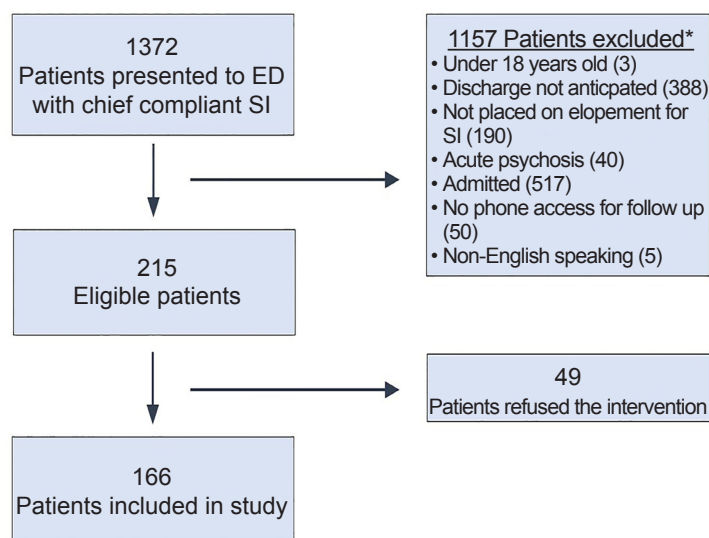 1372
Patients presented to ED
with chief compliant SI
1157 Patients excluded*
• Under 18 years old (3)
• Discharge not anticpated (388)
• Not placed on elopement for
SI (190)
• Acute psychosis (40)
• Admitted (517)
• No phone access for follow up
(50)
• Non-English speaking (5)
215
Eligible patients
49
Patients refused the intervention
166
Patients included in study